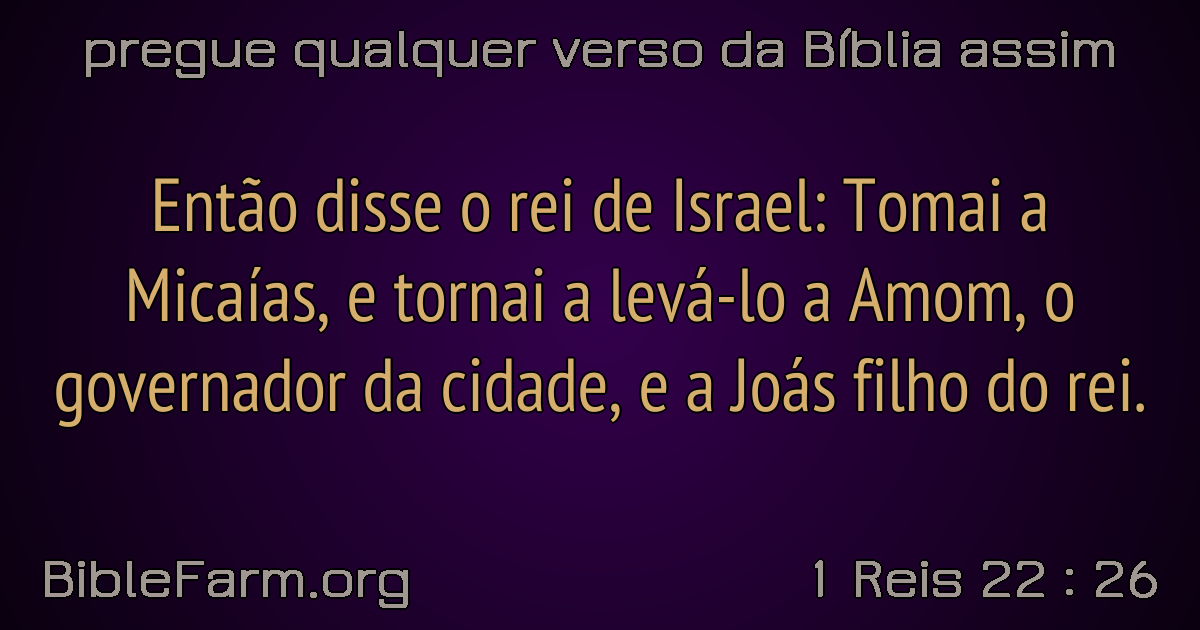 pregue qualquer verso da Bíblia assim
Então disse o rei de Israel: Tomai a
Micaías, e tornai a levá-lo a Amom, o
governador da cidade, e a Joás filho do rei.
BibleFarm.org
1 Reis 22 : 26